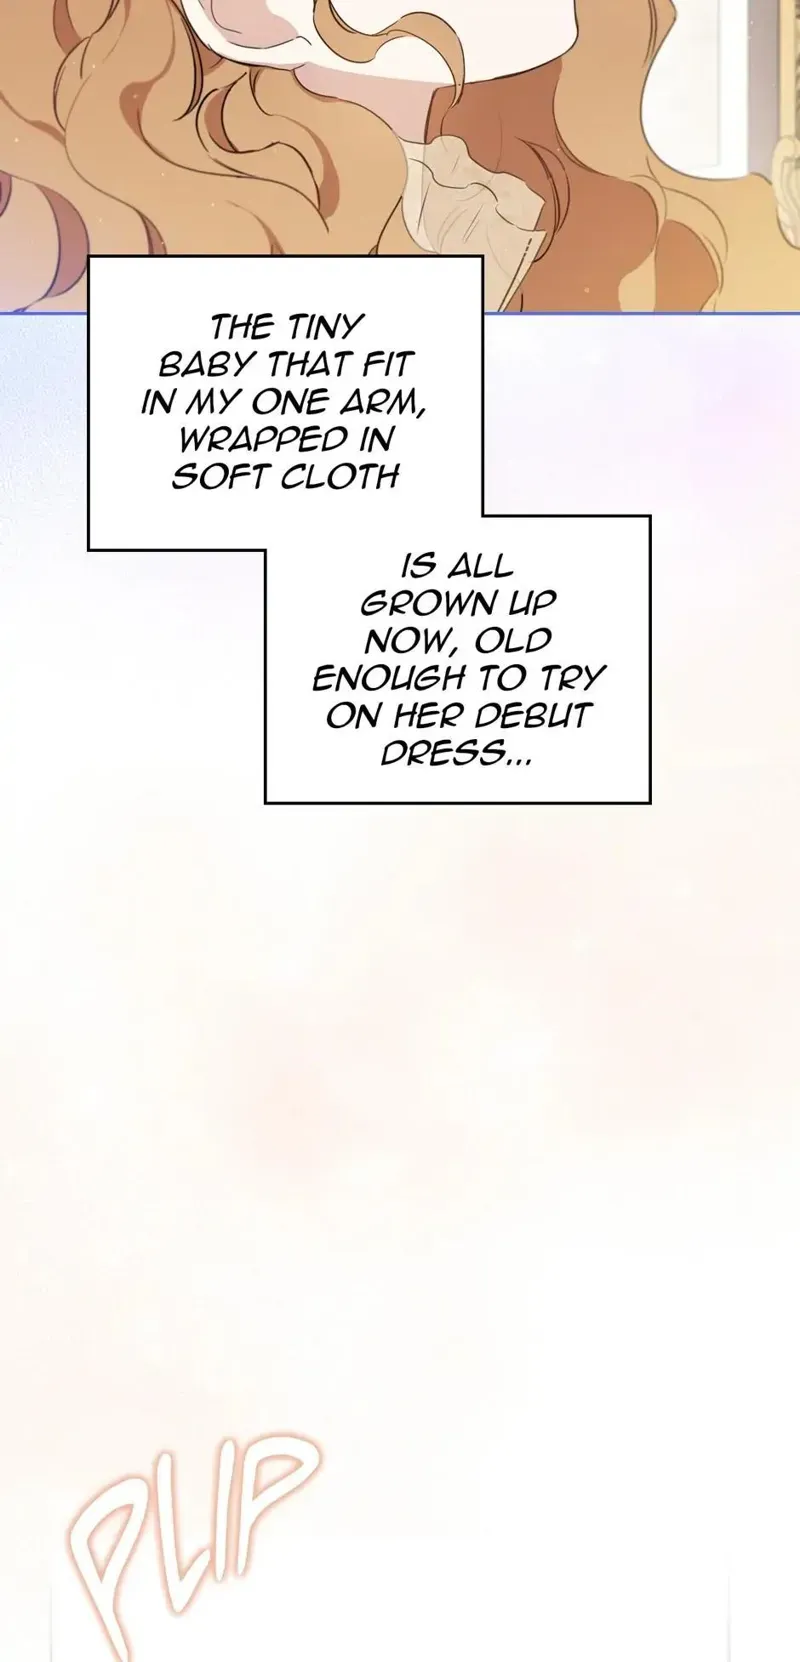 THE TINY
BABY THAT FIT
IN MY ONE ARM,
WRAPPED IN
SOFT CLOTH
IS ALL
GROWN UP
NOW, OLD
ENOUGH TO TRY
ON HER DEBUT
DRESS...
PLIP